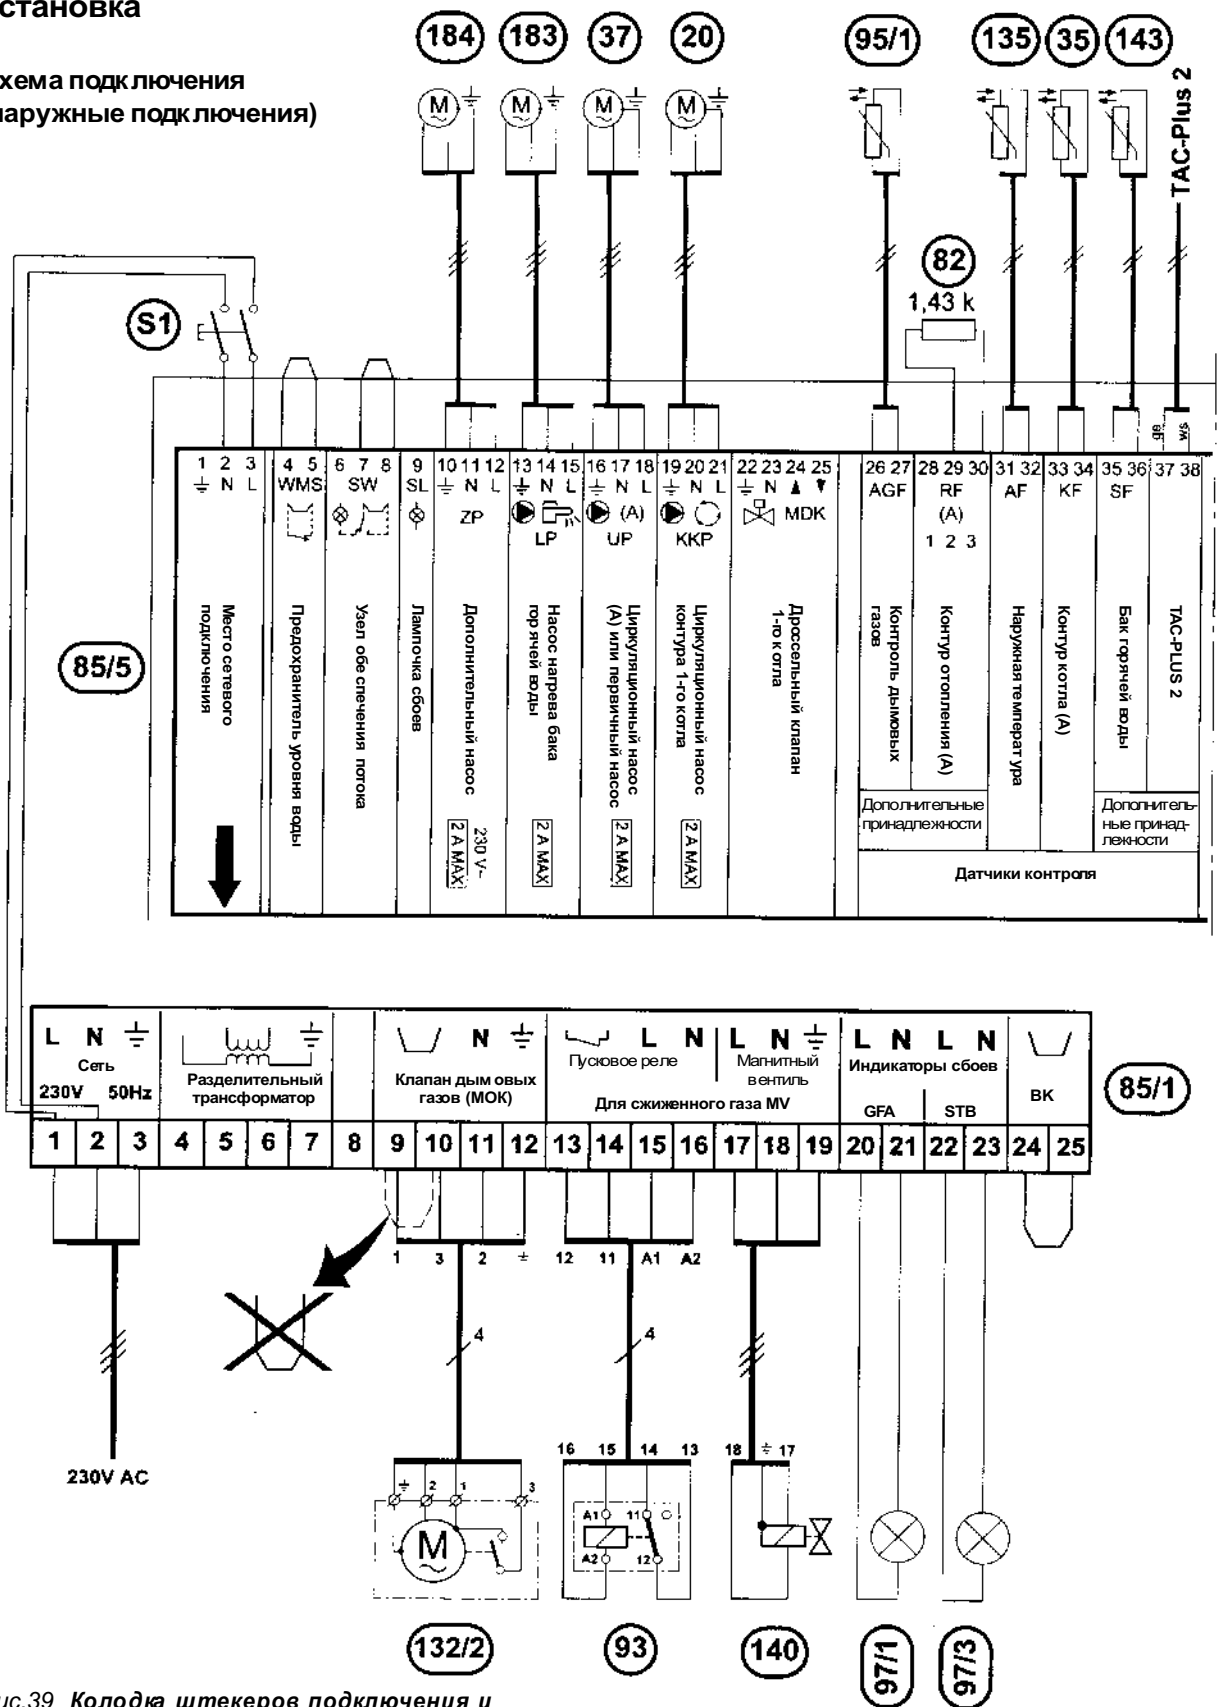 становка
хема подключения
наружные подключения)
184 183 37 20 95/1 135 35 143
TAC-Plus 2
M M M M
82
1,43 k
S1
ge ws
1 2 3 4 5 6 7 8 9 10 11 12 13 14 15 16 17 18 19 20 21 22 23 24 25 26 27 28 29 30 31 32 33 34 35 36 37 38
N L WMS SW SL N L N L N L N L N AGF RF AF KF SF
ZP (A) MDK (A)
LP UP KKP 1 2 3
85/5
Место сетевого подключения
Предохранитель уровня воды
Узел обеспечения потока
Лампочка сбоев
Дополнительный насос
Насос нагрева бака горячей воды
Циркуляционный насос (A) или первичный насос
Циркуляционный насос контура 1-го котла
Дроссельный клапан 1-го котла
Контроль дымовых газов
Контур отопления (A)
Наружная температура
Контур котла (A)
Бак горячей воды
TAC-PLUS 2
2 A MAX
230 V~
2 A MAX
2 A MAX
2 A MAX
Дополнительные
принадлежности
Дополнитель-
ные принад-
лежности
Датчики контроля
L N N L N L N L N L N
Сеть
230V 50Hz
Разделительный
трансформатор
Клапан дымовых
газов (МОК)
Пусковое реле
Магнитный
вентиль
Для сжиженного газа MV
Индикаторы сбоев
GFA STB
BK
85/1
1 2 3 4 5 6 7 8 9 10 11 12 13 14 15 16 17 18 19 20 21 22 23 24 25
1 3 2 12 11 A1 A2
4 4
230V AC
16 15 14 13 18 17
2 1 3
A1 11
M
A2 12
132/2 93 140 97/1 97/3
ис.39 Колодка штекеров подключения и